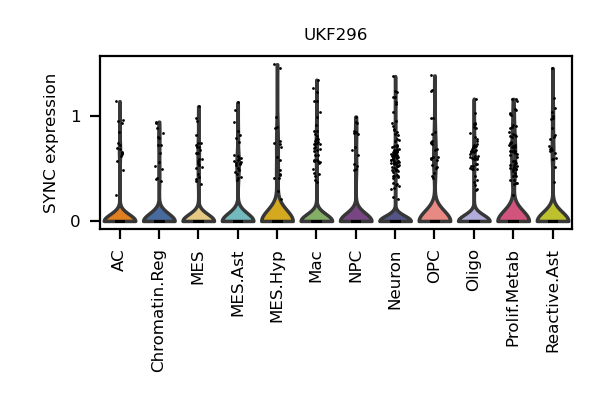 UKF296
SYNC expression
1
0
AC
Chromatin.Reg
MES
MES.Ast
MES.Hyp
Mac
NPC
Neuron
OPC
Oligo
Prolif.Metab
Reactive.Ast